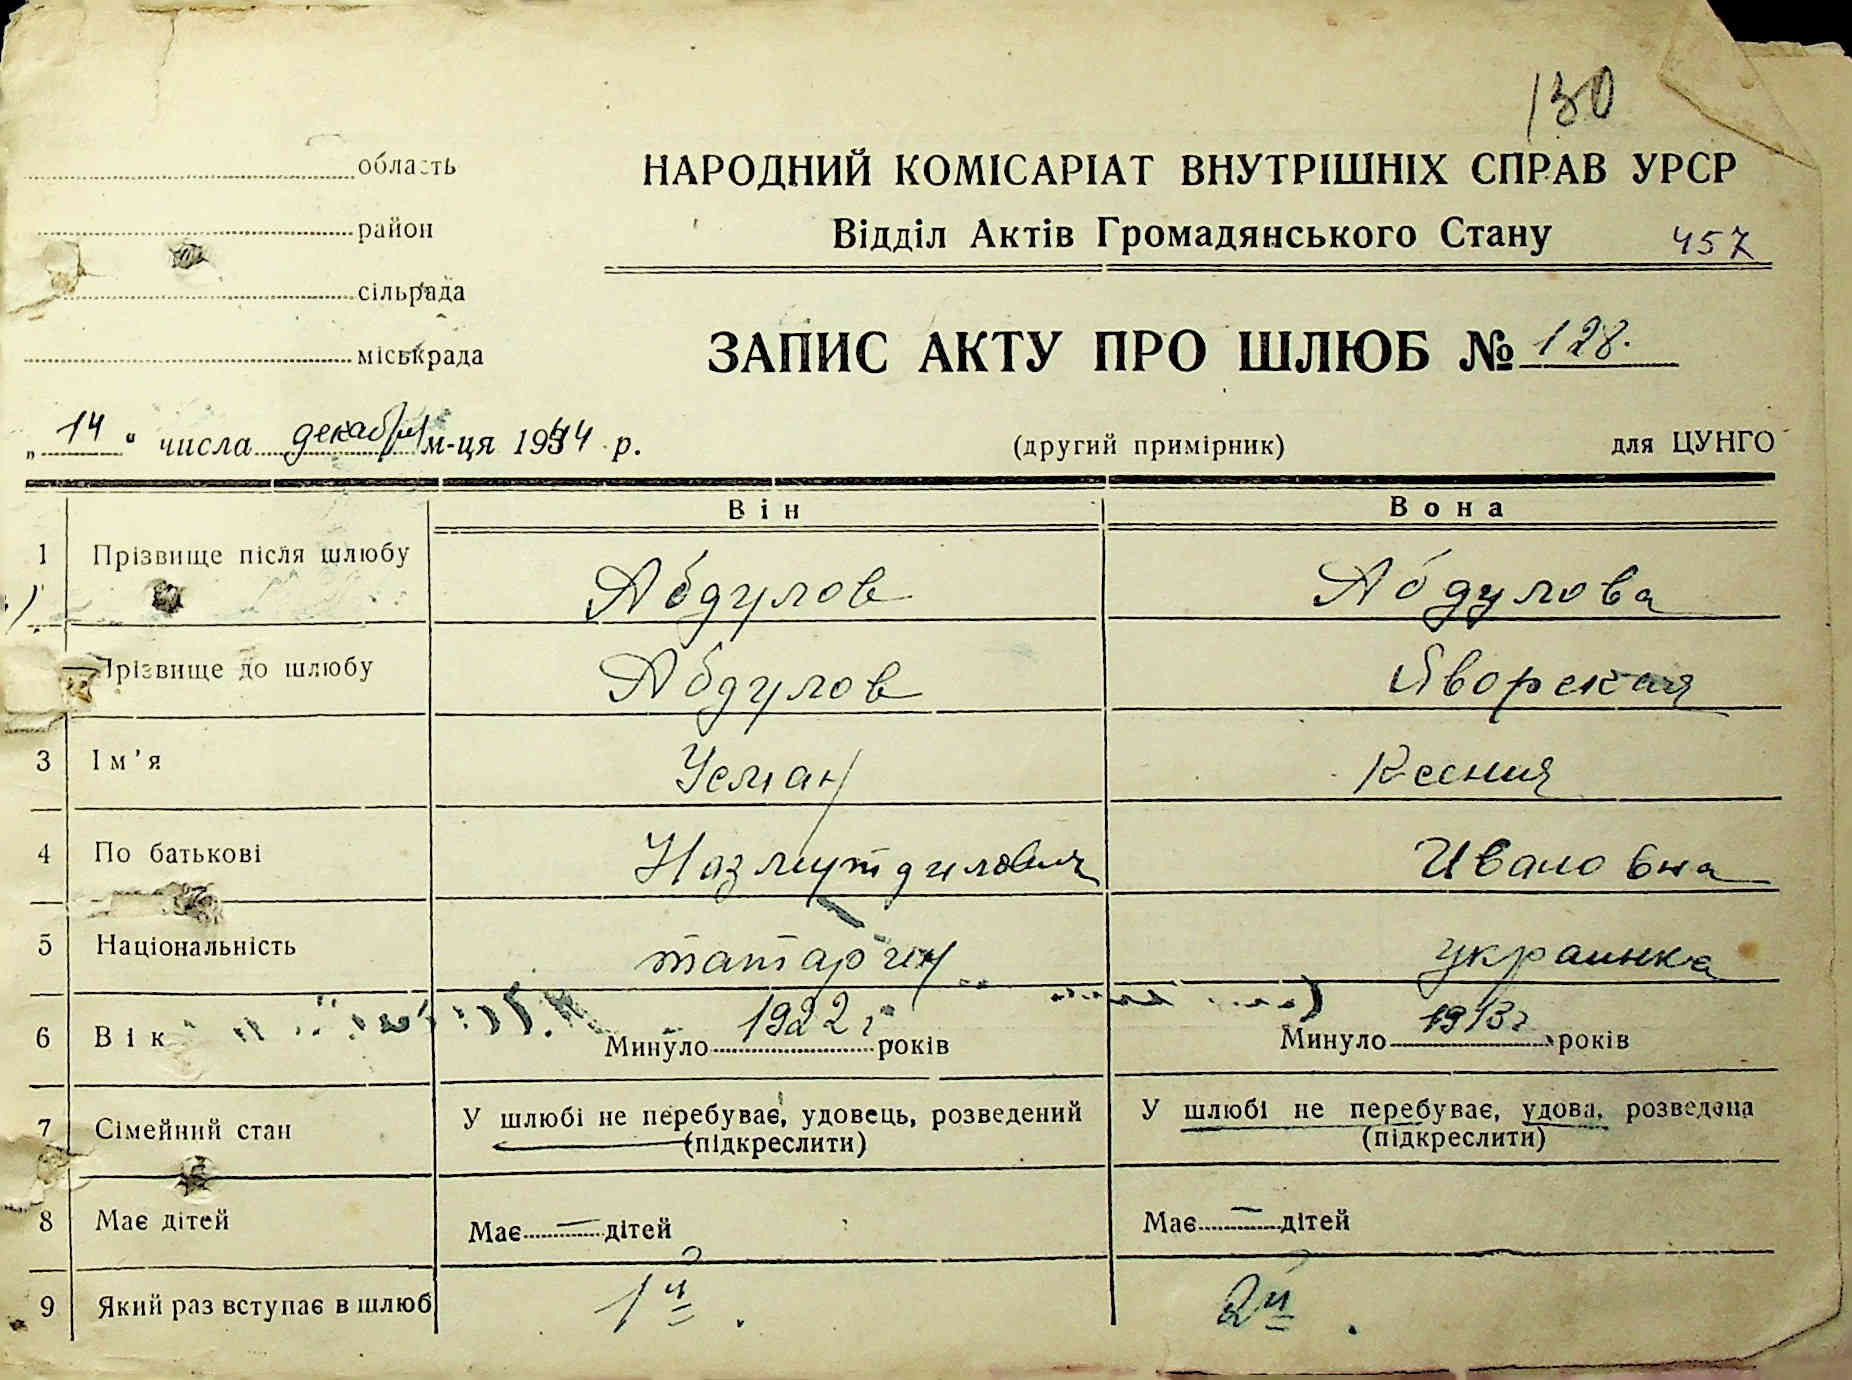 130
область
район
сільрада
міськрада
НАРОДНИЙ КОМІСАРІАТ ВНУТРІШНІХ СПРАВ УРСР
Відділ Актів Громадянського Стану 457
ЗАПИС АКТУ ПРО ШЛЮБ № 128.
„14“ числа декабря м-ця 1944 р. (другий примірник) для ЦУНГО
Він Вона
1 Прізвище після шлюбу Абдулов Абдулова
Прізвище до шлюбу Абдулов Яворская
3 Ім'я Усман Ксения
4 По батькові Назмутдинович Ивановна
5 Національність татарин украинка
6 Вік Минуло 1922 г років Минуло 1913 г років
7 Сімейний стан У шлюбі не перебуває, удовець, розведений (підкреслити) У шлюбі не перебуває, удова, розведена (підкреслити)
8 Має дітей Має — дітей Має — дітей
9 Який раз вступає в шлюб 1й. 2й.